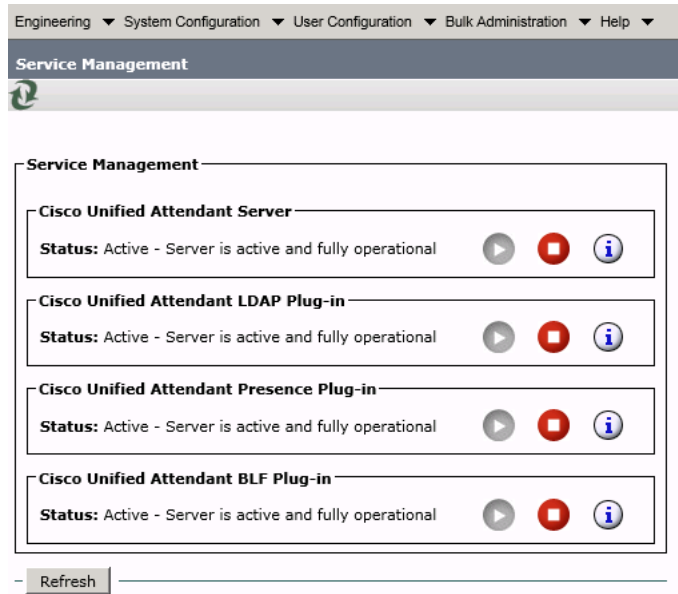 Engineering System Configuration User Configuration Bulk Administration Help
Service Management
Service Management
Cisco Unified Attendant Server
Status: Active - Server is active and fully operational
Cisco Unified Attendant LDAP Plug-in
Status: Active - Server is active and fully operational
Cisco Unified Attendant Presence Plug-in
Status: Active - Server is active and fully operational
Cisco Unified Attendant BLF Plug-in
Status: Active - Server is active and fully operational
Refresh